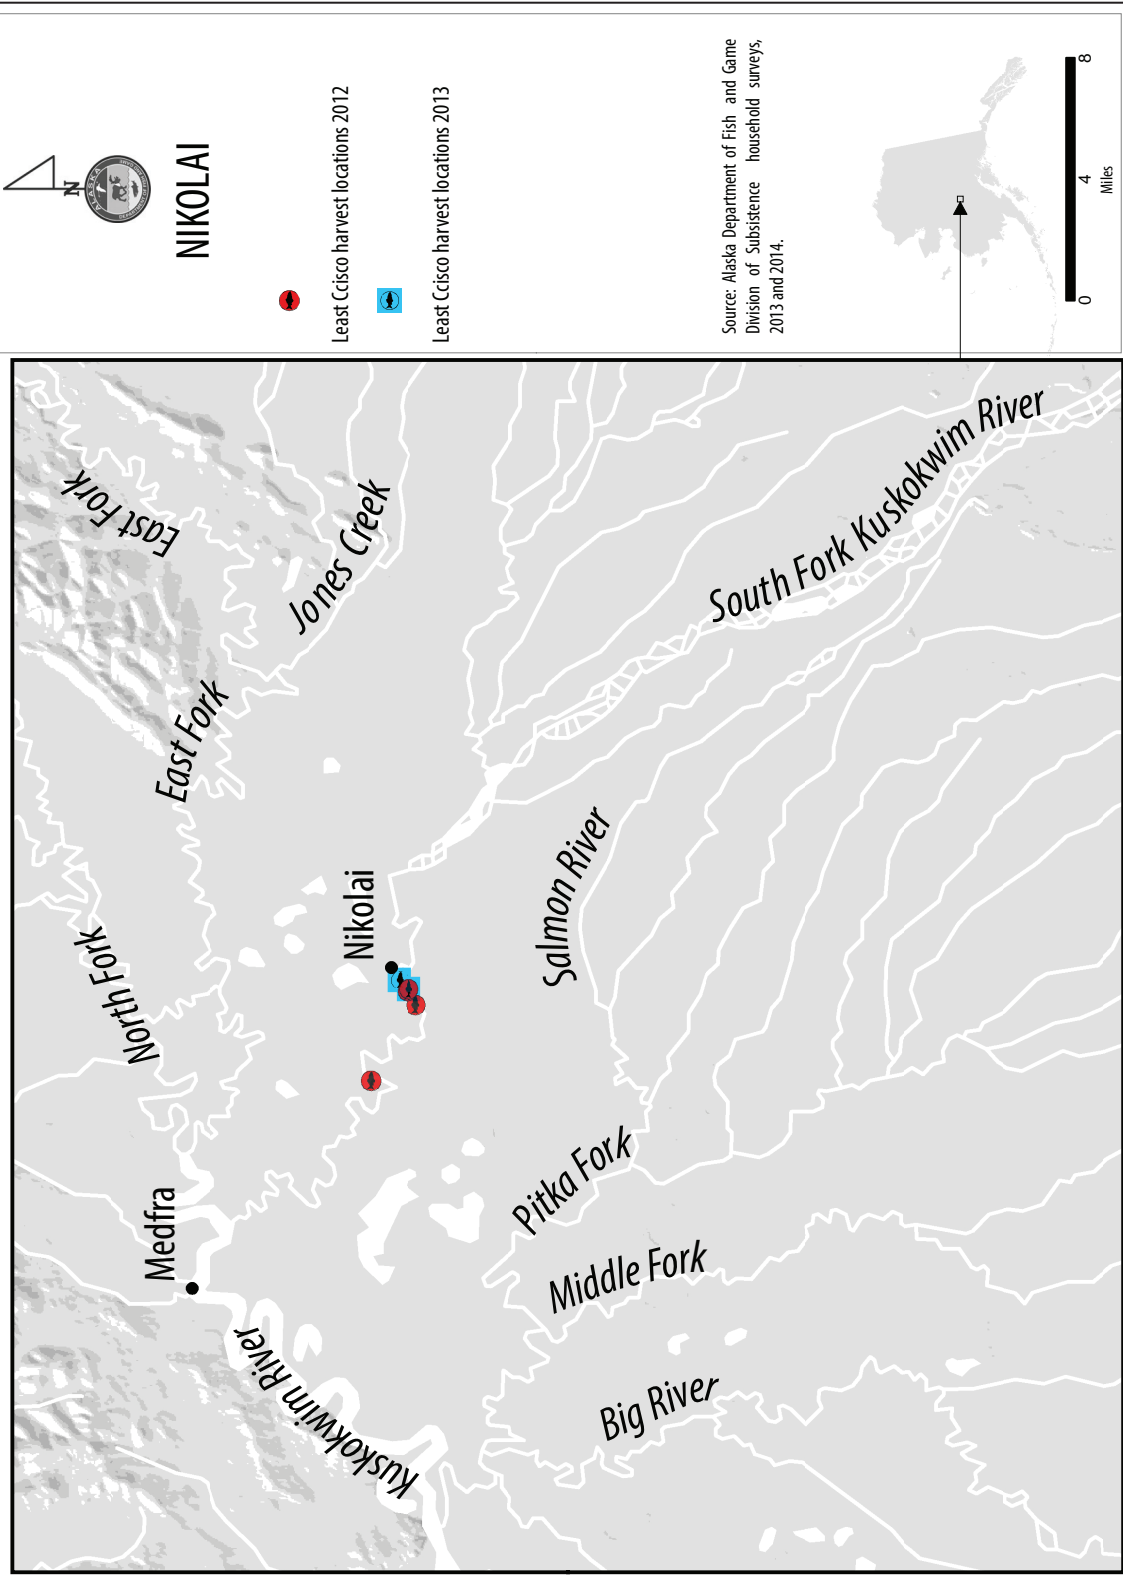 N
ALASKA
NIKOLAI
Least Ccisco harvest locations 2012
Least Ccisco harvest locations 2013
Source: Alaska Department of Fish and Game
Division of Subsistence household surveys,
2013 and 2014.
0 4 8
Miles
East Fork
Jones Creek
East Fork
North Fork
Nikolai
South Fork Kuskokwim River
Salmon River
Medfra
Pitka Fork
Middle Fork
Kuskokwim River
Big River